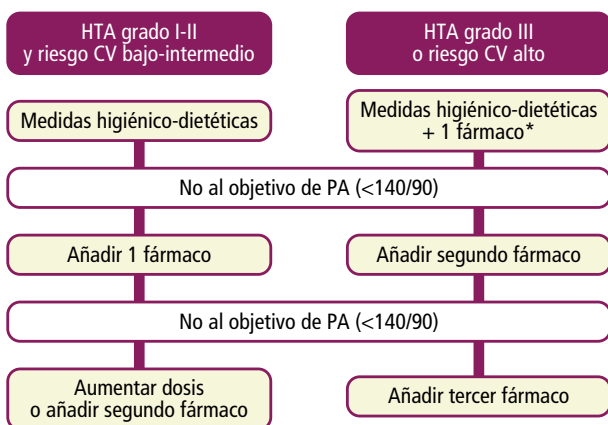 HTA grado I-II
y riesgo CV bajo-intermedio
HTA grado III
o riesgo CV alto
Medidas higiénico-dietéticas
Medidas higiénico-dietéticas
+ 1 fármaco*
No al objetivo de PA (<140/90)
Añadir 1 fármaco
Añadir segundo fármaco
No al objetivo de PA (<140/90)
Aumentar dosis
o añadir segundo fármaco
Añadir tercer fármaco